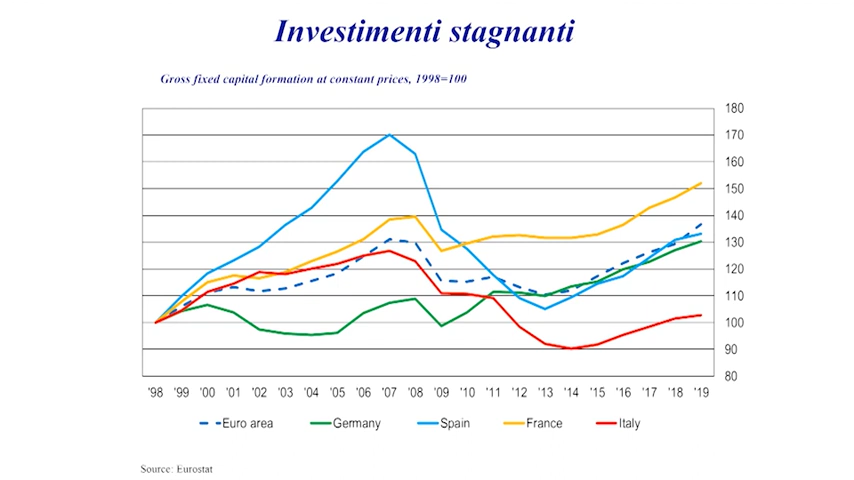 Investimenti stagnanti
Gross fixed capital formation at constant prices, 1998=100
180
170
160
150
140
130
120
110
100
90
80
'98 '99 '00 '01 '02 '03 '04 '05 '06 '07 '08 '09 '10 '11 '12 '13 '14 '15 '16 '17 '18 '19
Euro area Germany Spain France Italy
Source: Eurostat